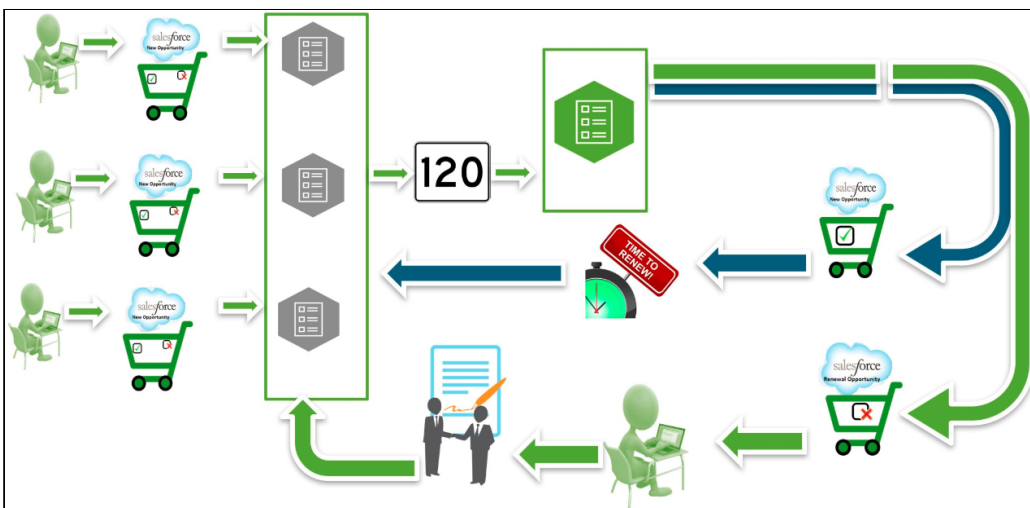 salesforce
New Opportunity
salesforce
New Opportunity
salesforce
New Opportunity
120
salesforce
New Opportunity
TIME TO
RENEW!
salesforce
Renewal Opportunity